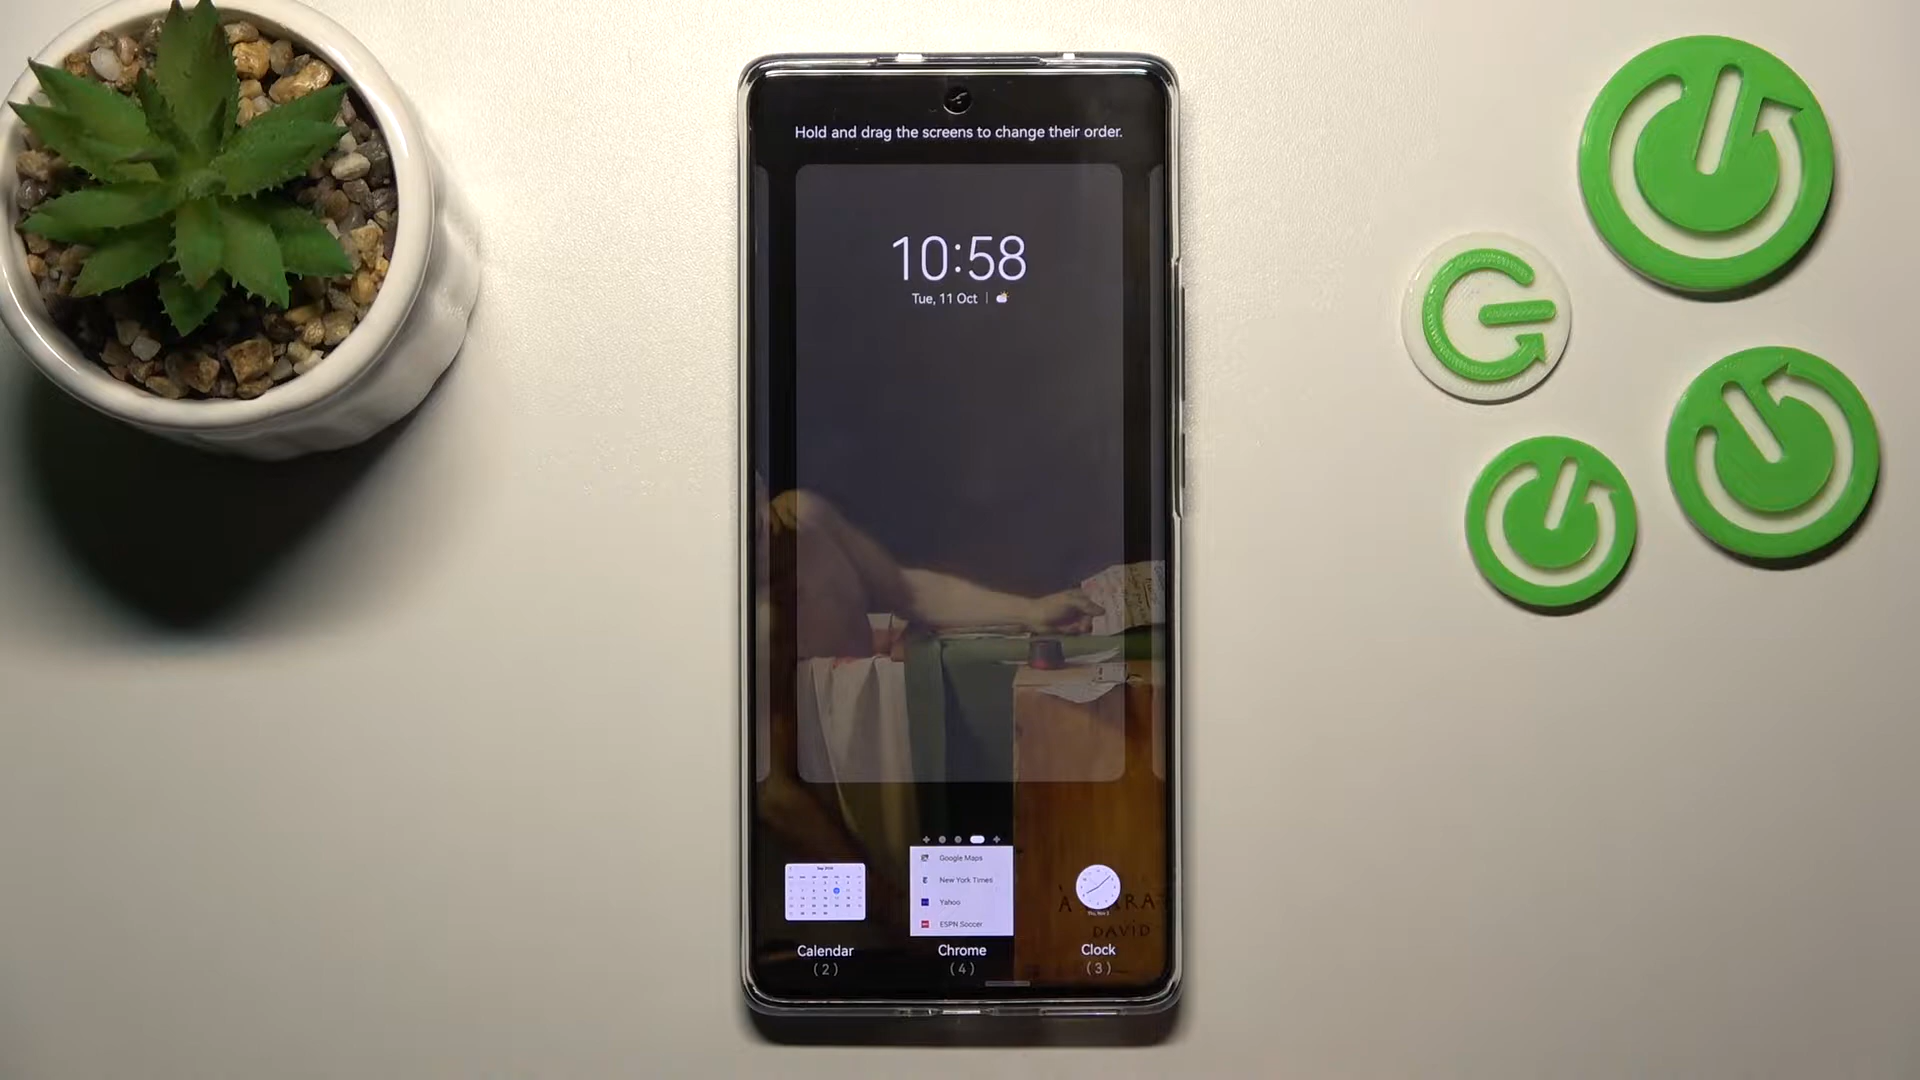 Hold and drag the screens to change their order.
10:58
Tue, 11 Oct
Google Maps
New York Times
Yahoo
ESPN Soccer
Calendar
(2)
Chrome
(4)
Clock
(3)
DAVID